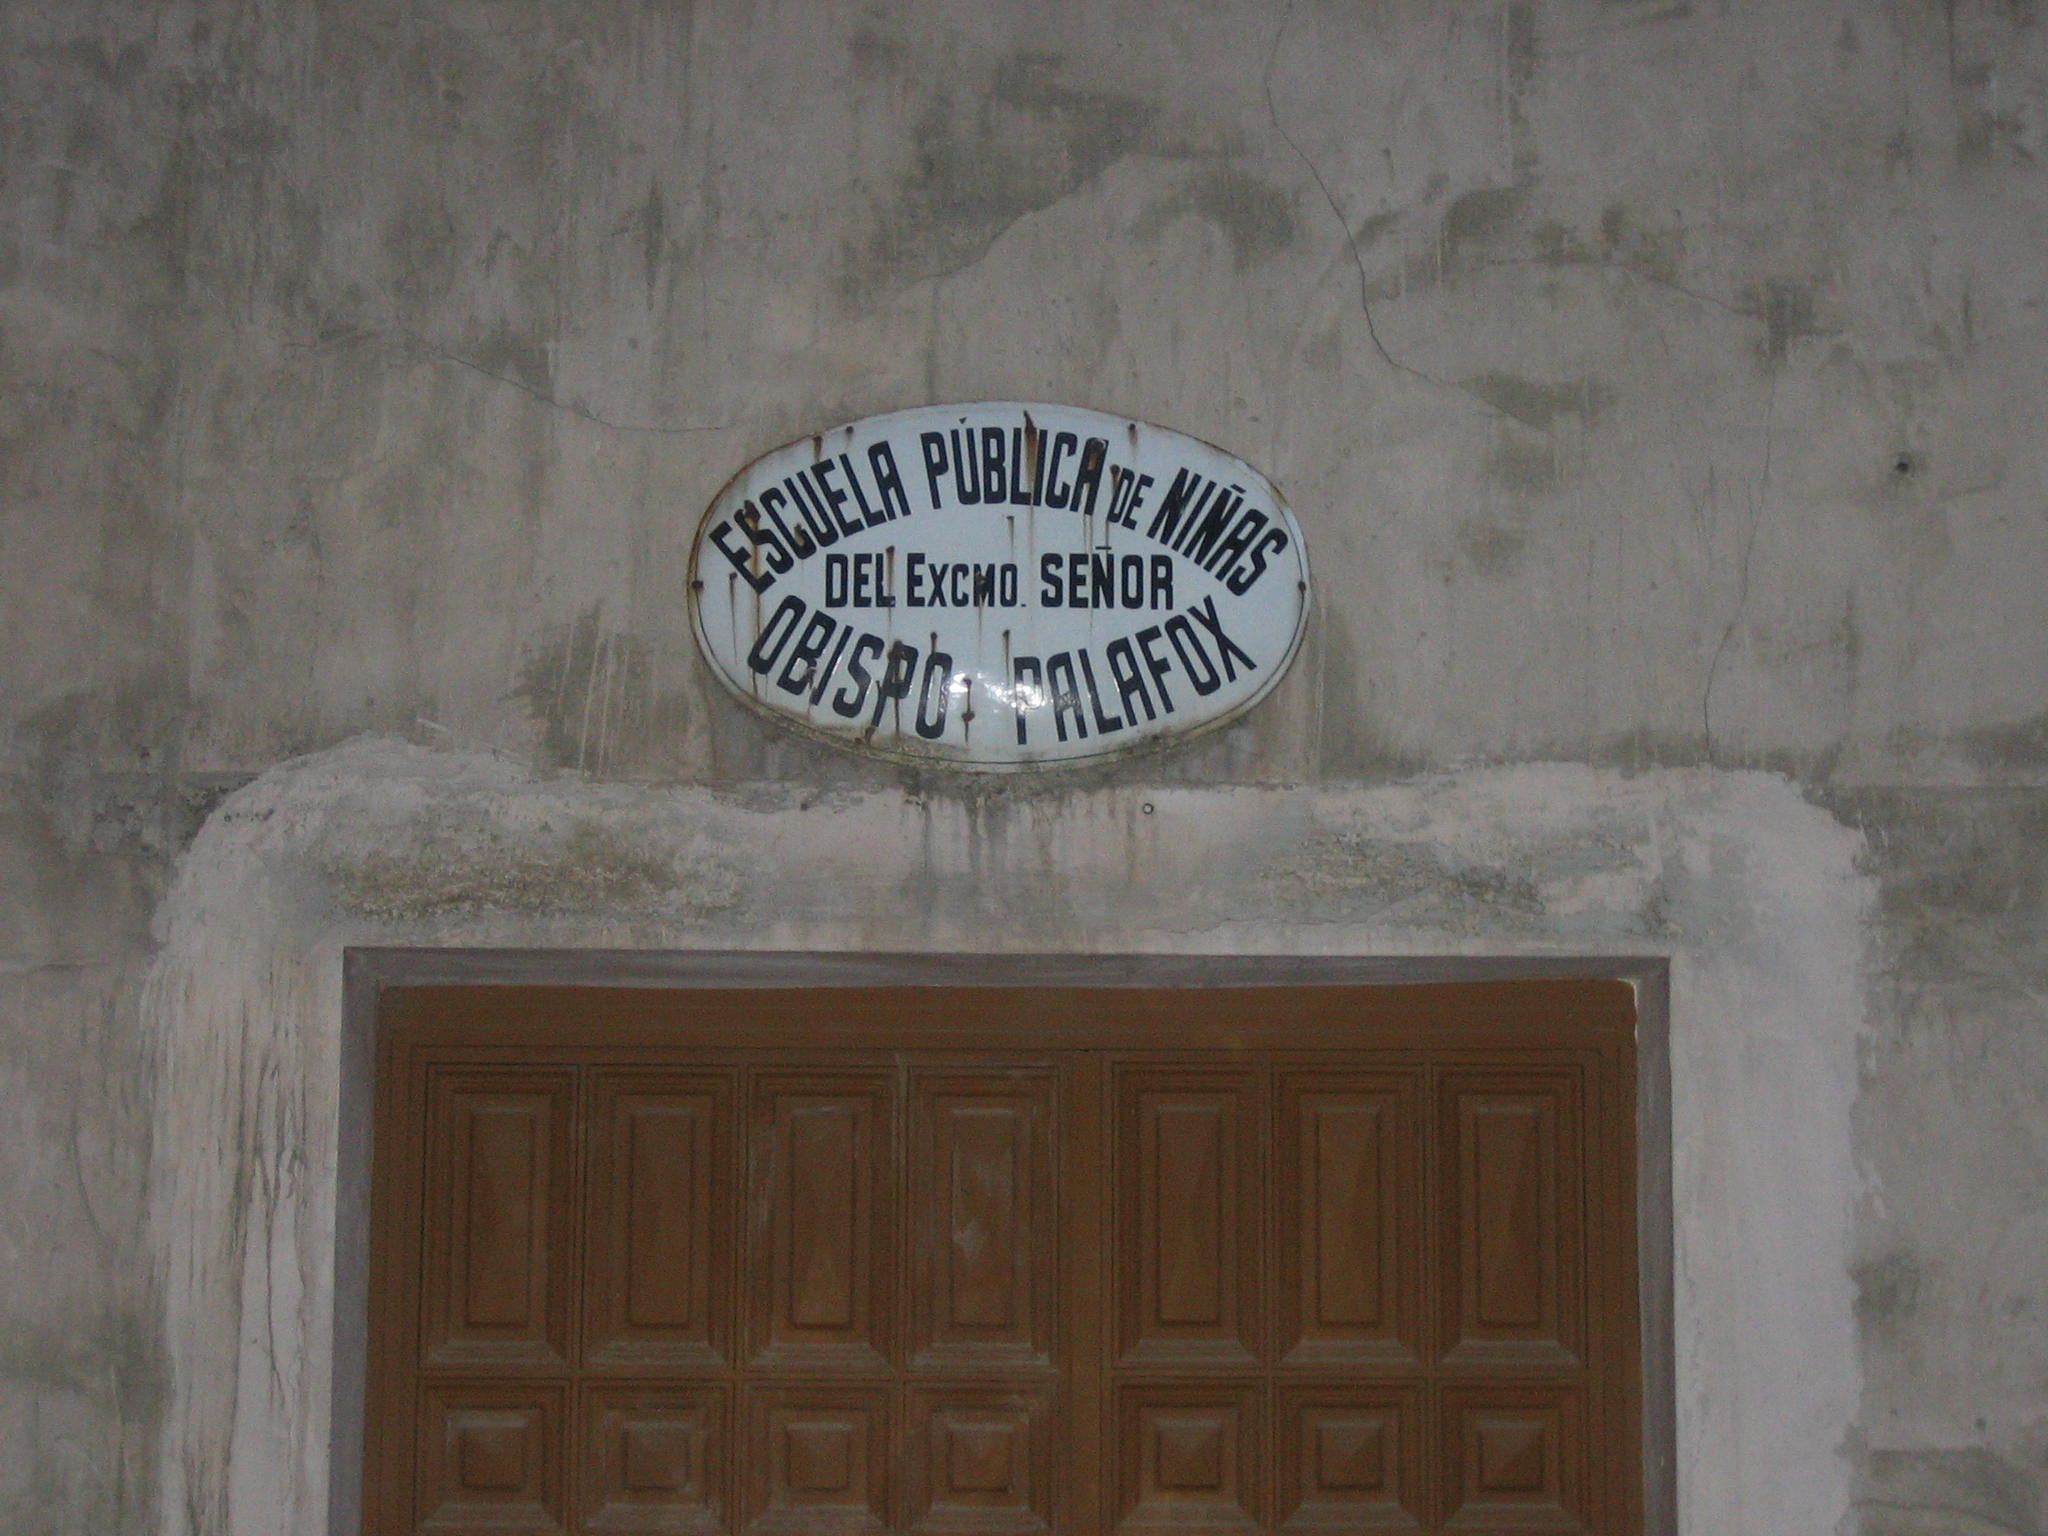 ESCUELA PÚBLICA DE NIÑAS
DEL EXCMO. SEÑOR
OBISPO PALAFOX